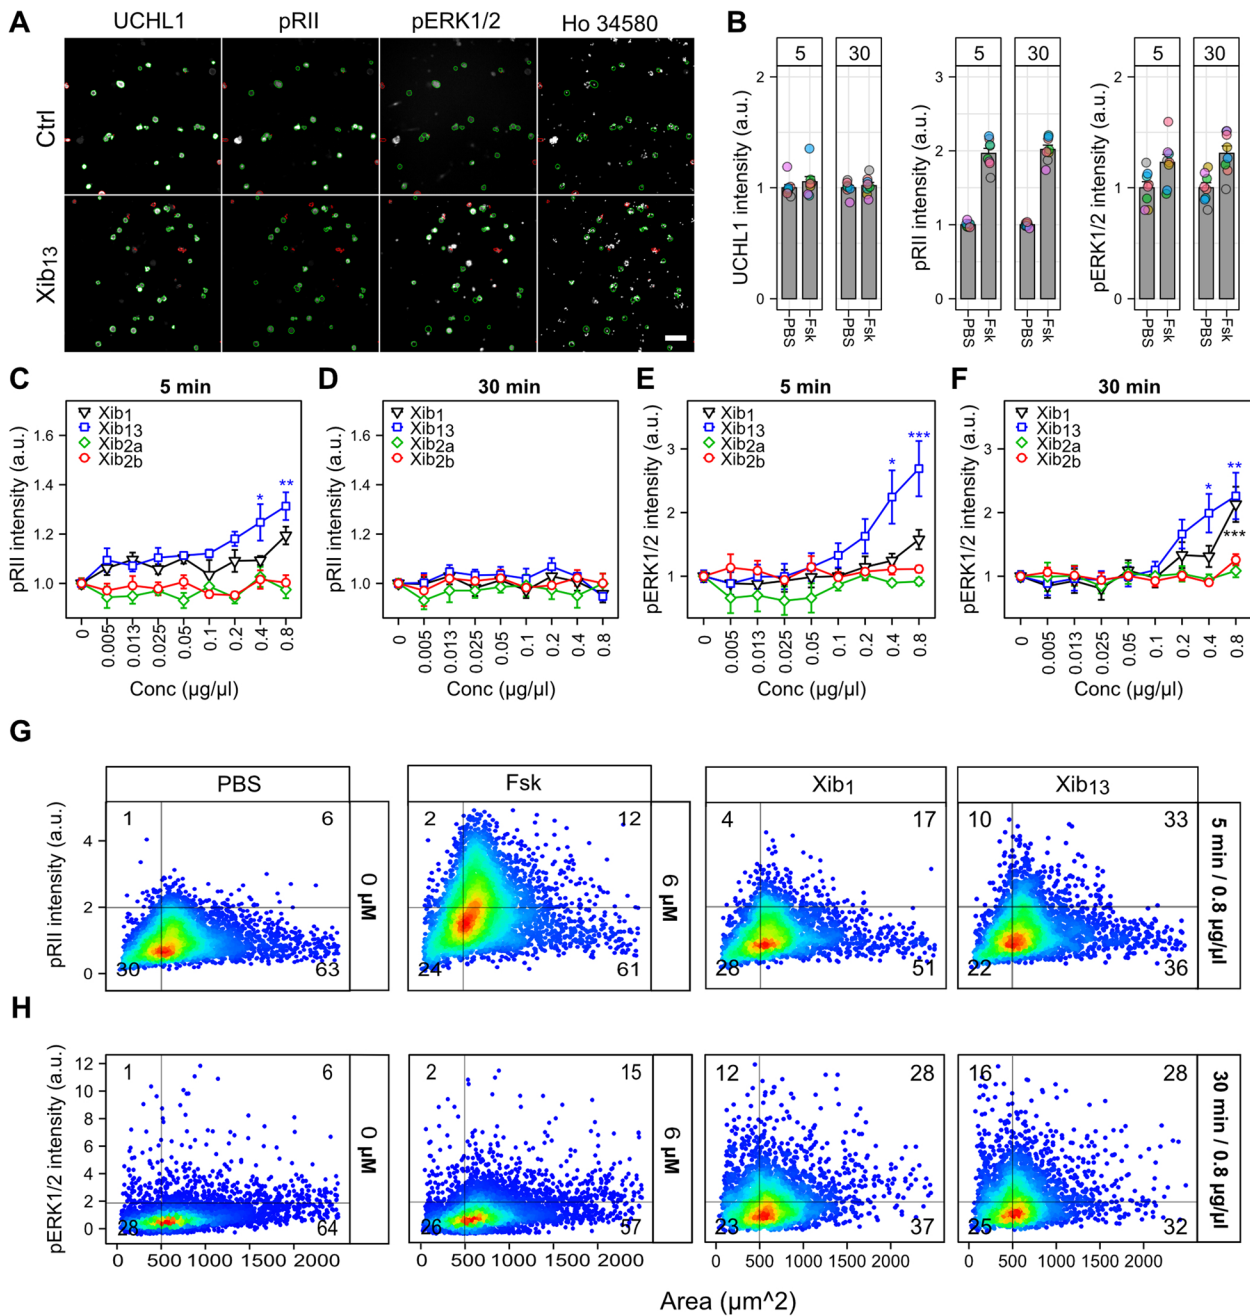 A
UCHL1 pRII pERK1/2 Ho 34580
Ctrl
Xib13
B
5 30
UCHL1 intensity (a.u.)
2
1
0
PBS Fsk PBS Fsk
5 30
pRII intensity (a.u.)
3
2
1
0
PBS Fsk PBS Fsk
5 30
pERK1/2 intensity (a.u.)
2
1
0
PBS Fsk PBS Fsk
C
5 min
pRII intensity (a.u.)
1.6
1.4
1.2
1.0
Xib1
Xib13
Xib2a
Xib2b
* **
0 0.005 0.013 0.025 0.05 0.1 0.2 0.4 0.8
Conc (µg/µl)
D
30 min
pRII intensity (a.u.)
1.6
1.4
1.2
1.0
Xib1
Xib13
Xib2a
Xib2b
0 0.005 0.013 0.025 0.05 0.1 0.2 0.4 0.8
Conc (µg/µl)
E
5 min
pERK1/2 intensity (a.u.)
3
2
1
Xib1
Xib13
Xib2a
Xib2b
* ***
0 0.005 0.013 0.025 0.05 0.1 0.2 0.4 0.8
Conc (µg/µl)
F
30 min
pERK1/2 intensity (a.u.)
3
2
1
Xib1
Xib13
Xib2a
Xib2b
* **
***
0 0.005 0.013 0.025 0.05 0.1 0.2 0.4 0.8
Conc (µg/µl)
G
PBS Fsk Xib1 Xib13
pRII intensity (a.u.)
4
2
0
1 6
30 63
0 µM
2 12
24 61
6 µM
4 17
28 51
10 33
22 36
5 min / 0.8 µg/µl
H
pERK1/2 intensity (a.u.)
12
10
8
6
4
2
0
1 6
28 64
0 µM
2 15
26 57
6 µM
12 28
23 37
16 28
25 32
30 min / 0.8 µg/µl
0 500 1000 2000
0 500 1000 2000
0 500 1000 1500 2000
0 500 1000 1500 2000
Area (µm^2)